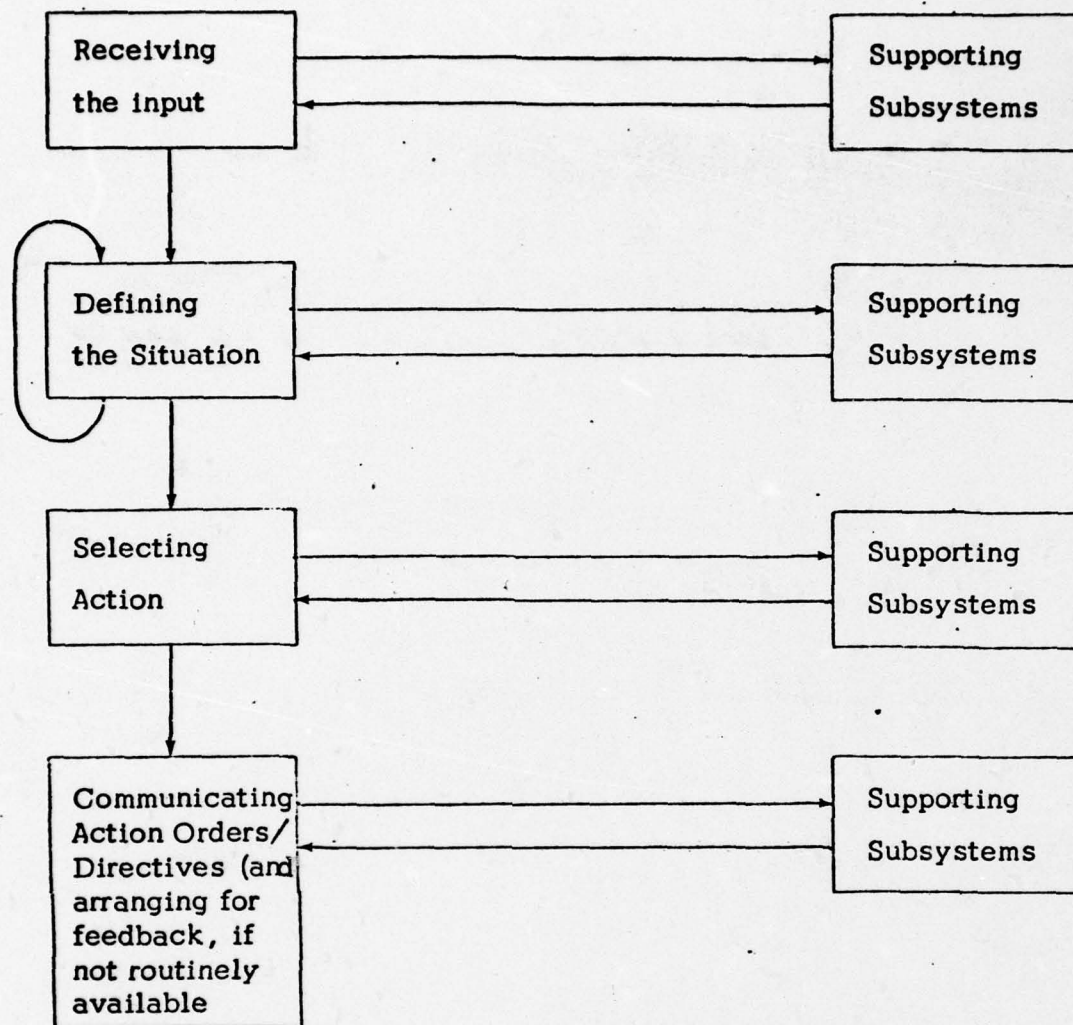 Receiving
the input
Supporting
Subsystems
Defining
the Situation
Supporting
Subsystems
Selecting
Action
Supporting
Subsystems
Communicating
Action Orders/
Directives (and
arranging for
feedback, if
not routinely
available
Supporting
Subsystems